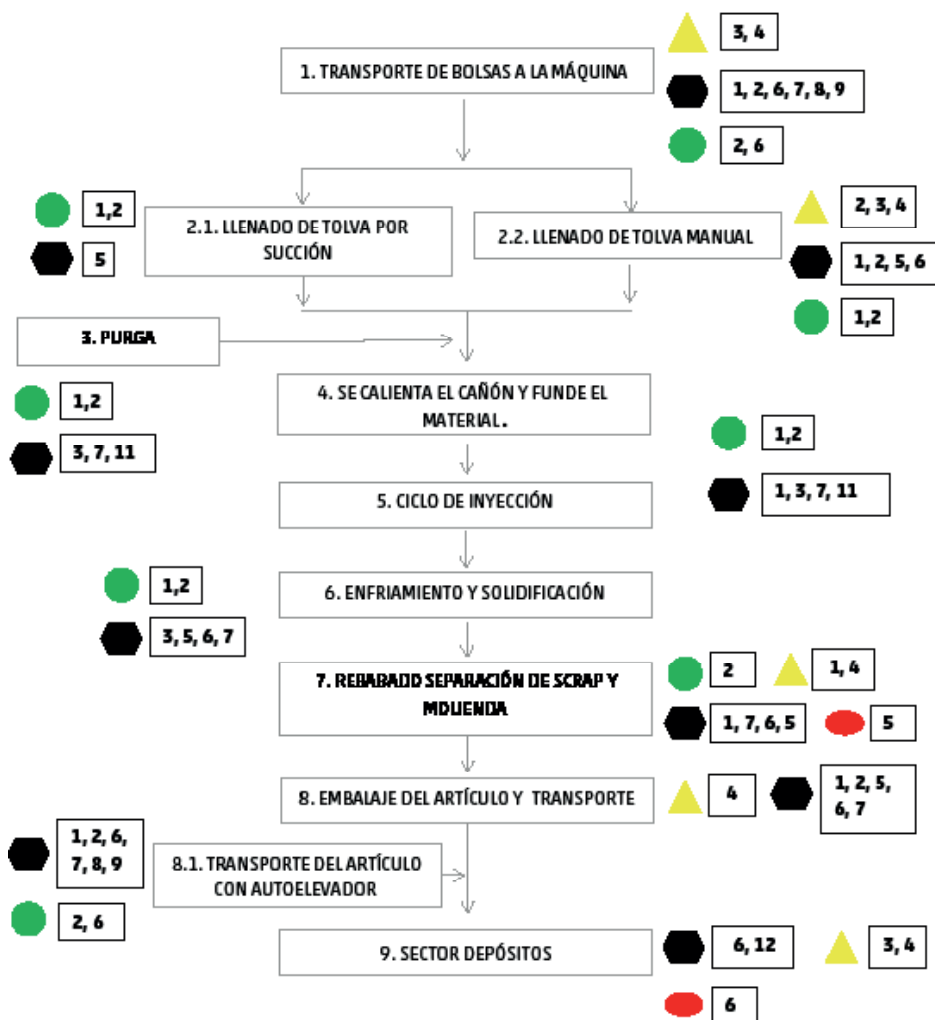 3, 4
1. TRANSPORTE DE BOLSAS A LA MÁQUINA
1, 2, 6, 7, 8, 9
2, 6
1,2
2.1. LLENADO DE TOLVA POR
SUCCIÓN
5
2.2. LLENADO DE TOLVA MANUAL
2, 3, 4
1, 2, 5, 6
1,2
3. PURGA
1,2
3, 7, 11
4. SE CALIENTA EL CAÑÓN Y FUNDE EL
MATERIAL.
1,2
1, 3, 7, 11
5. CICLO DE INYECCIÓN
1,2
3, 5, 6, 7
6. ENFRIAMIENTO Y SOLIDIFICACIÓN
7. REBABADO SEPARACIÓN DE SCRAP Y
MOLIENDA
2
1, 4
1, 7, 6, 5
5
8. EMBALAJE DEL ARTÍCULO Y TRANSPORTE
4
1, 2, 5,
6, 7
1, 2, 6,
7, 8, 9
2, 6
8.1. TRANSPORTE DEL ARTÍCULO
CON AUTOELEVADOR
9. SECTOR DEPÓSITOS
6, 12
3, 4
6